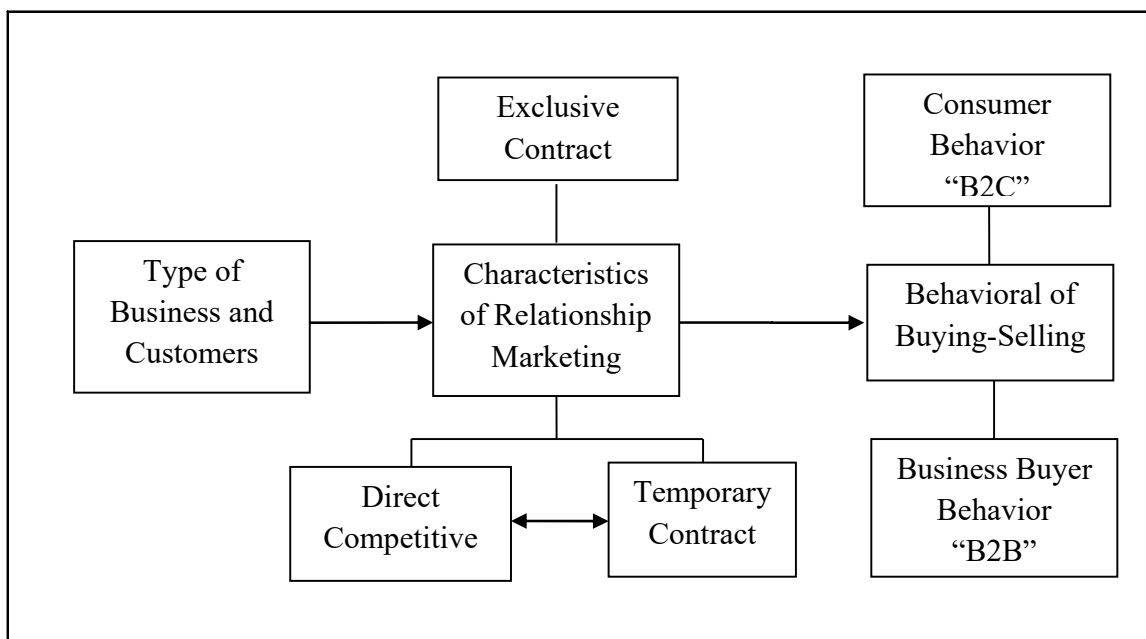 Exclusive
Contract
Consumer
Behavior
“B2C”
Type of
Business and
Customers
Characteristics
of Relationship
Marketing
Behavioral of
Buying-Selling
Direct
Competitive
Temporary
Contract
Business Buyer
Behavior
“B2B”